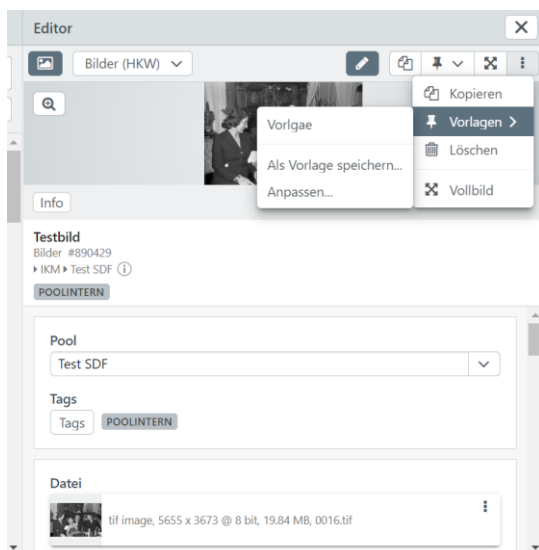 Editor
Bilder (HKW)
Kopieren
Vorlagen
Löschen
Vollbild
Vorlgae
Als Vorlage speichern...
Anpassen...
Info
Testbild
Bilder #890429
IKM Test SDF
POOLINTERN
Pool
Test SDF
Tags
Tags POOLINTERN
Datei
tif image, 5655 x 3673 @ 8 bit, 19.84 MB, 0016.tif